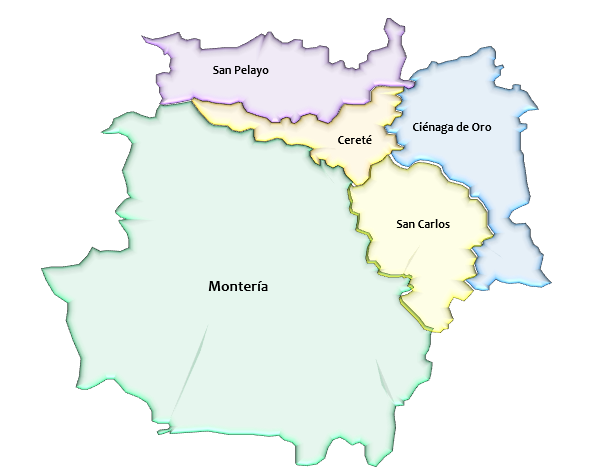 San Pelayo
Ciénaga de Oro
Cereté
San Carlos
Montería